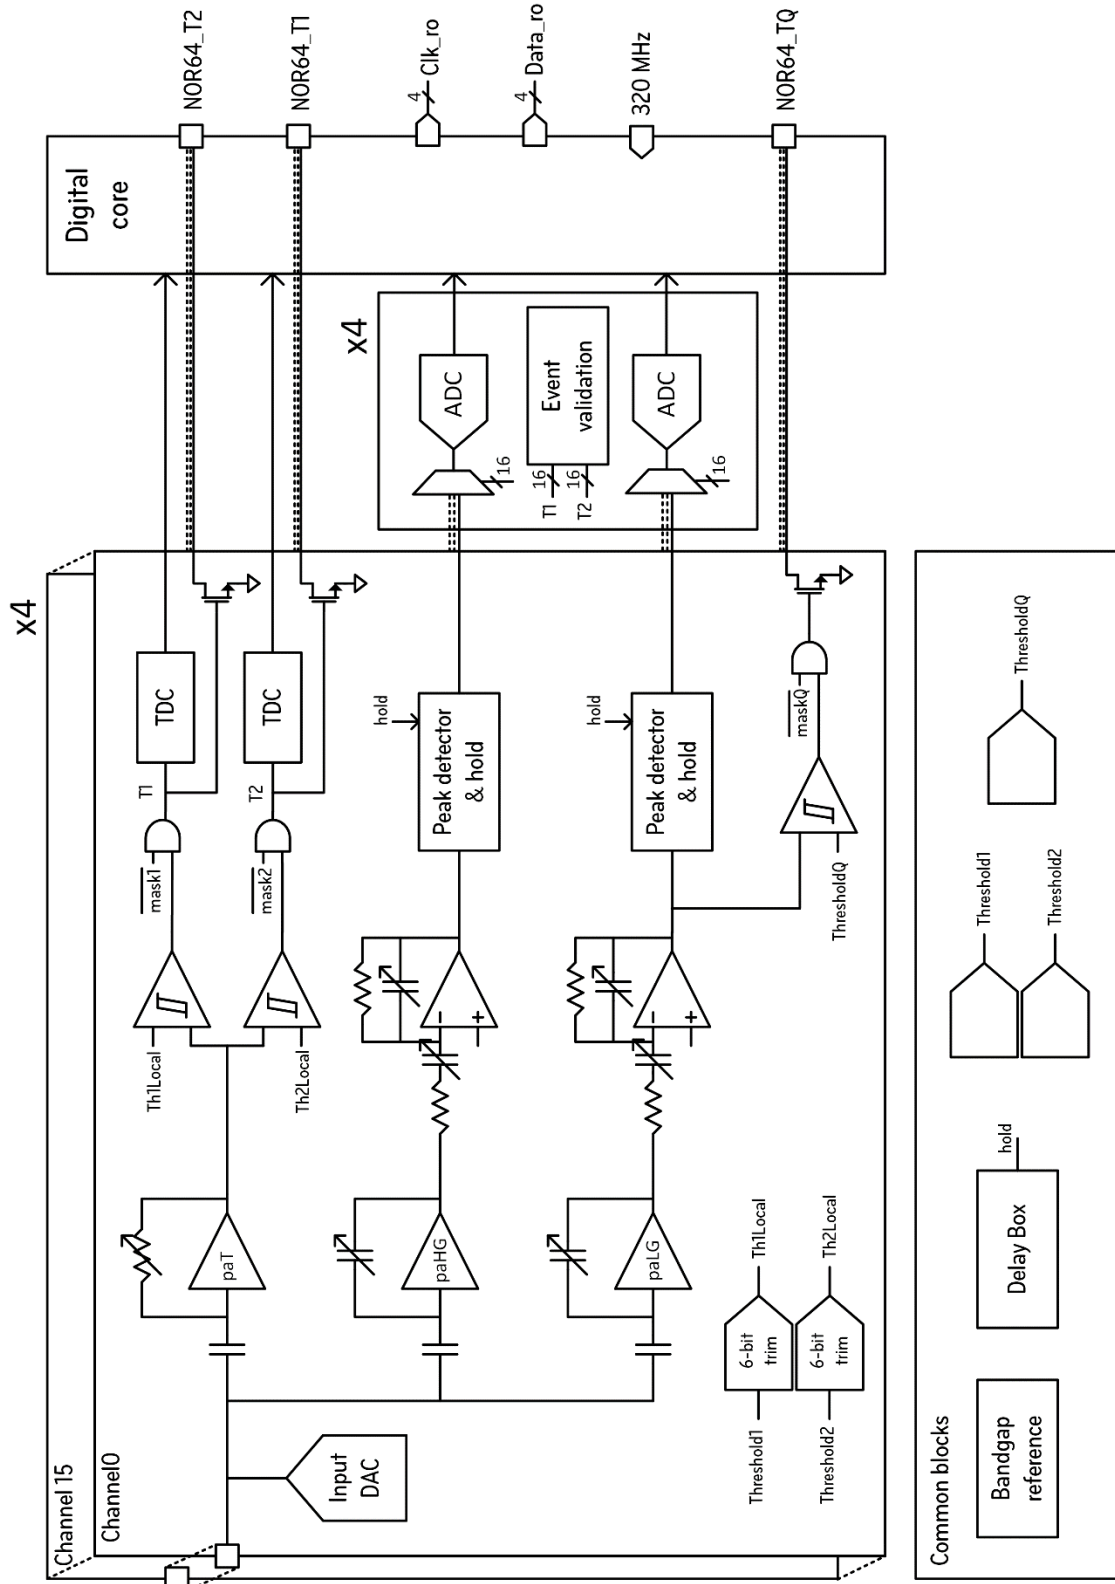 Channel 15
x4
Channel0
Input
DAC
paT
paHG
paLG
Th1Local
Th2Local
mask1
mask2
T1
T2
TDC
TDC
hold
Peak detector
& hold
hold
Peak detector
& hold
ThresholdQ
maskQ
Threshold1
6-bit
trim
Th1Local
Threshold2
6-bit
trim
Th2Local
x4
16
ADC
T1
16
T2
16
Event
validation
16
ADC
Digital
core
NOR64_T2
NOR64_T1
4
Clk_ro
4
Data_ro
320 MHz
NOR64_TQ
Common blocks
Bandgap
reference
Delay Box
hold
Threshold1
Threshold2
ThresholdQ